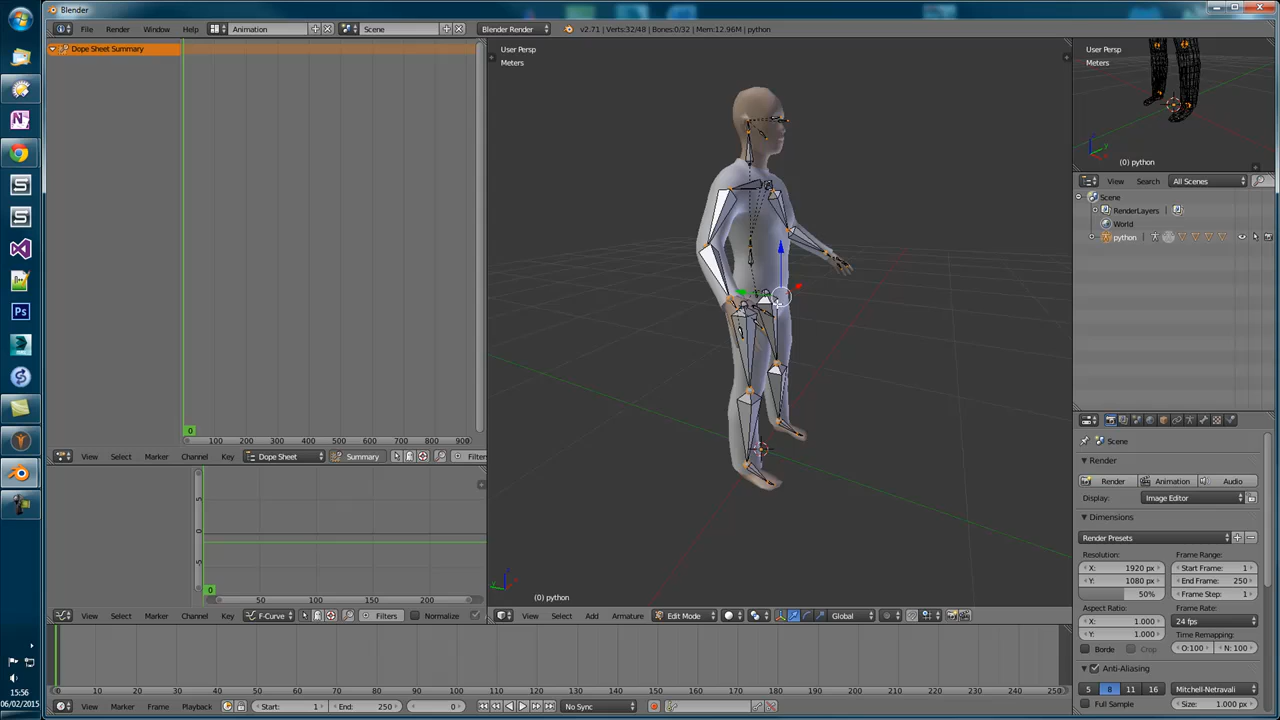 Blender
File Render Window Help Animation Scene Blender Render v2.71 | Verts:32/48 | Bones:0/32 | Mem:12.96M | python
Dope Sheet Summary
0
100 200 300 400 500 600 700 800 900
View Select Marker Channel Key Dope Sheet Summary Filters
5
0
-5
0
50 100 150 200
View Select Marker Channel Key F-Curve Filters Normalize
User Persp
Meters
(0) python
View Select Add Armature Edit Mode Global
User Persp
Meters
(0) python
View Search All Scenes
Scene
RenderLayers
World
python
Scene
Render
Render Animation Audio
Display: Image Editor
Dimensions
Render Presets
Resolution: Frame Range:
X: 1920 px Start Frame: 1
Y: 1080 px End Frame: 250
50% Frame Step: 1
Aspect Ratio: Frame Rate:
X: 1.000 24 fps
Y: 1.000 Time Remapping:
Borde Crop O:100 N: 100
Anti-Aliasing
5 8 11 16 Mitchell-Netravali
Full Sample Size: 1.000 px
0 10 20 30 40 50 60 70 80 90 100 110 120 130 140 150 160 170 180 190 200 210 220 230 240 250
View Marker Frame Playback Start: 1 End: 250 0 No Sync
Ps
15:56
06/02/2015